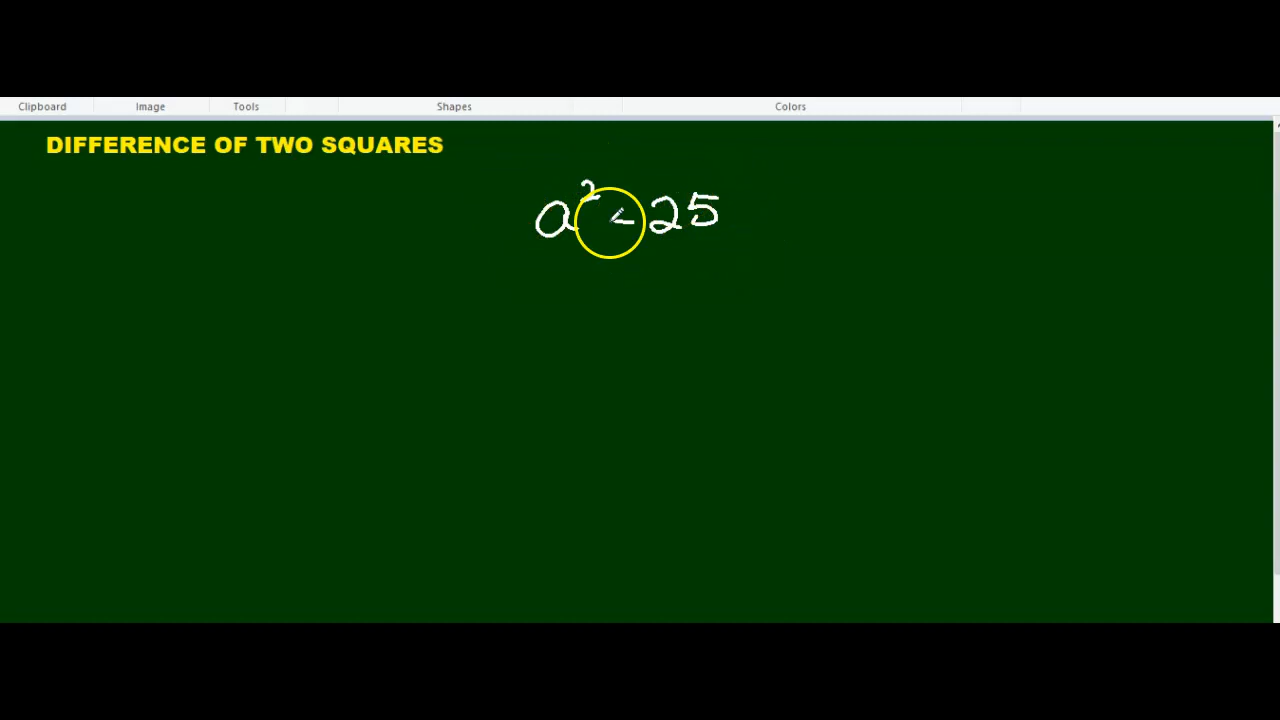 Clipboard Image Tools Shapes Colors
DIFFERENCE OF TWO SQUARES
a² - 25